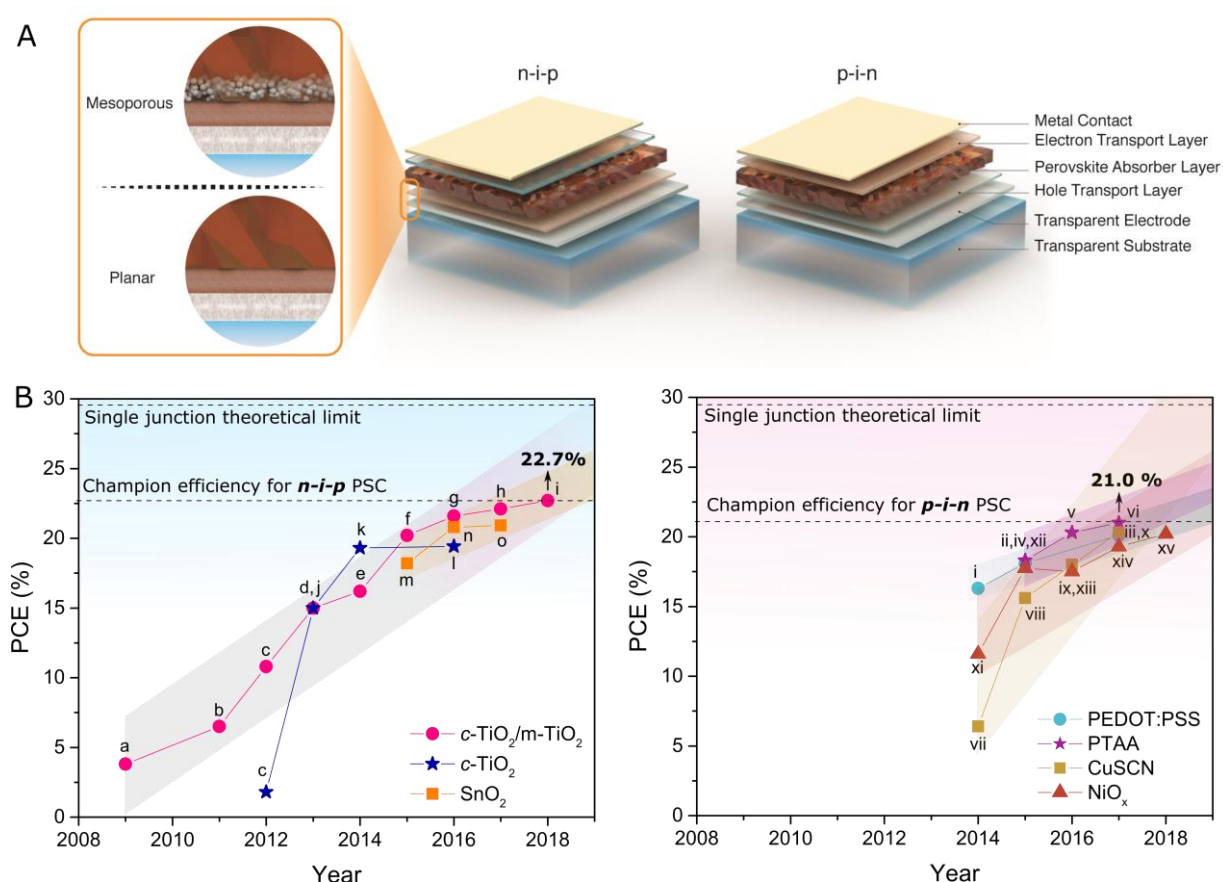 A
Mesoporous
Planar
n-i-p
p-i-n
Metal Contact
Electron Transport Layer
Perovskite Absorber Layer
Hole Transport Layer
Transparent Electrode
Transparent Substrate
B
PCE (%)
30
25
20
15
10
5
0
Single junction theoretical limit
Champion efficiency for n-i-p PSC
22.7%
a
b
c
c
d, j
e
f
g
h
i
k
l
m
n
o
c-TiO₂/m-TiO₂
c-TiO₂
SnO₂
2008
2010
2012
2014
2016
2018
Year
PCE (%)
30
25
20
15
10
5
0
Single junction theoretical limit
Champion efficiency for p-i-n PSC
21.0 %
i
ii,iv,xii
v
vi
iii,x
xiv
xv
ix,xiii
viii
xi
vii
PEDOT:PSS
PTAA
CuSCN
NiOₓ
2008
2010
2012
2014
2016
2018
Year